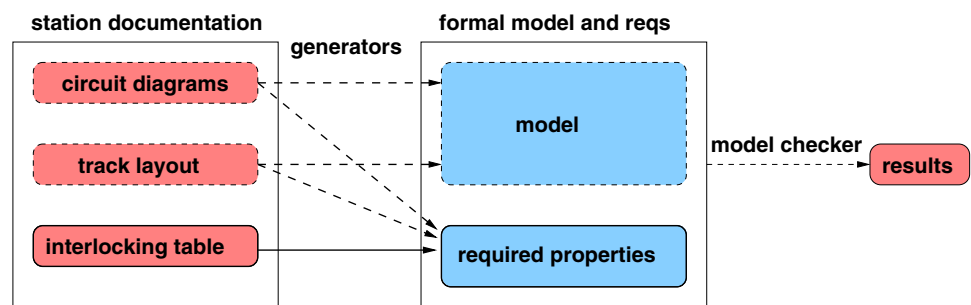 station documentation
formal model and reqs
generators
circuit diagrams
model
track layout
model checker
results
interlocking table
required properties